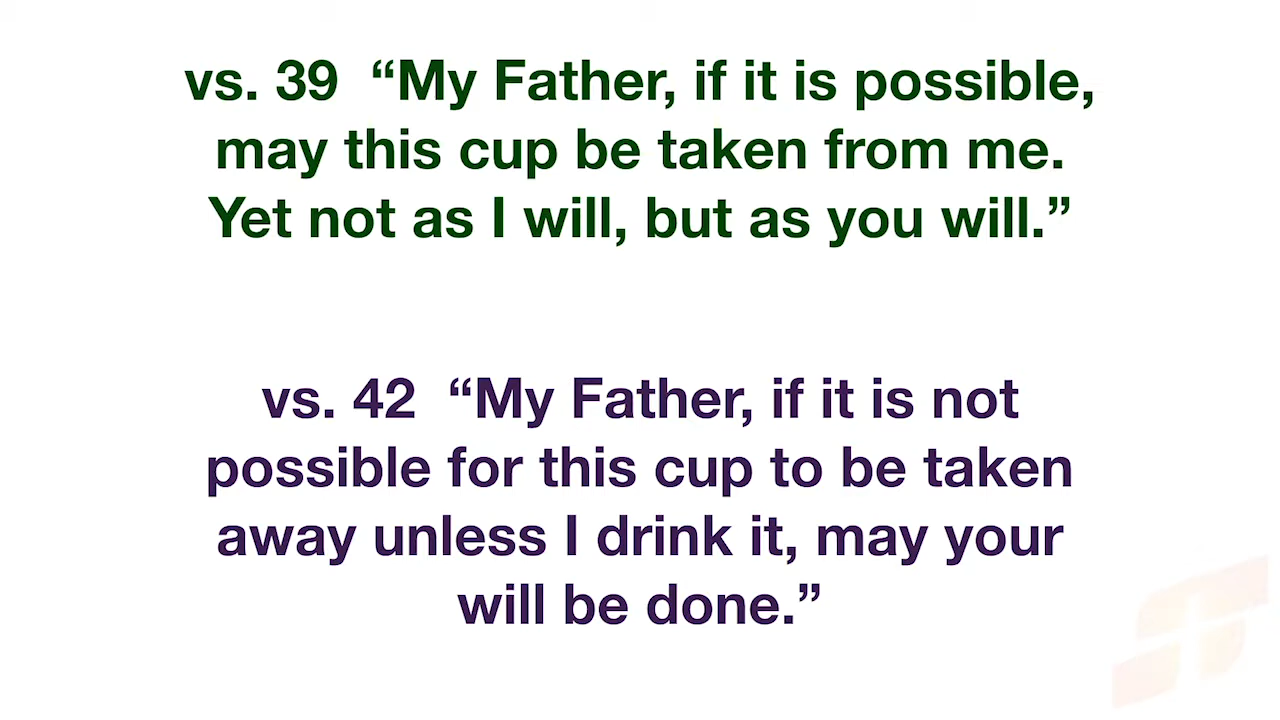 vs. 39  “My Father, if it is possible,
may this cup be taken from me.
Yet not as I will, but as you will.”
vs. 42  “My Father, if it is not
possible for this cup to be taken
away unless I drink it, may your
will be done.”